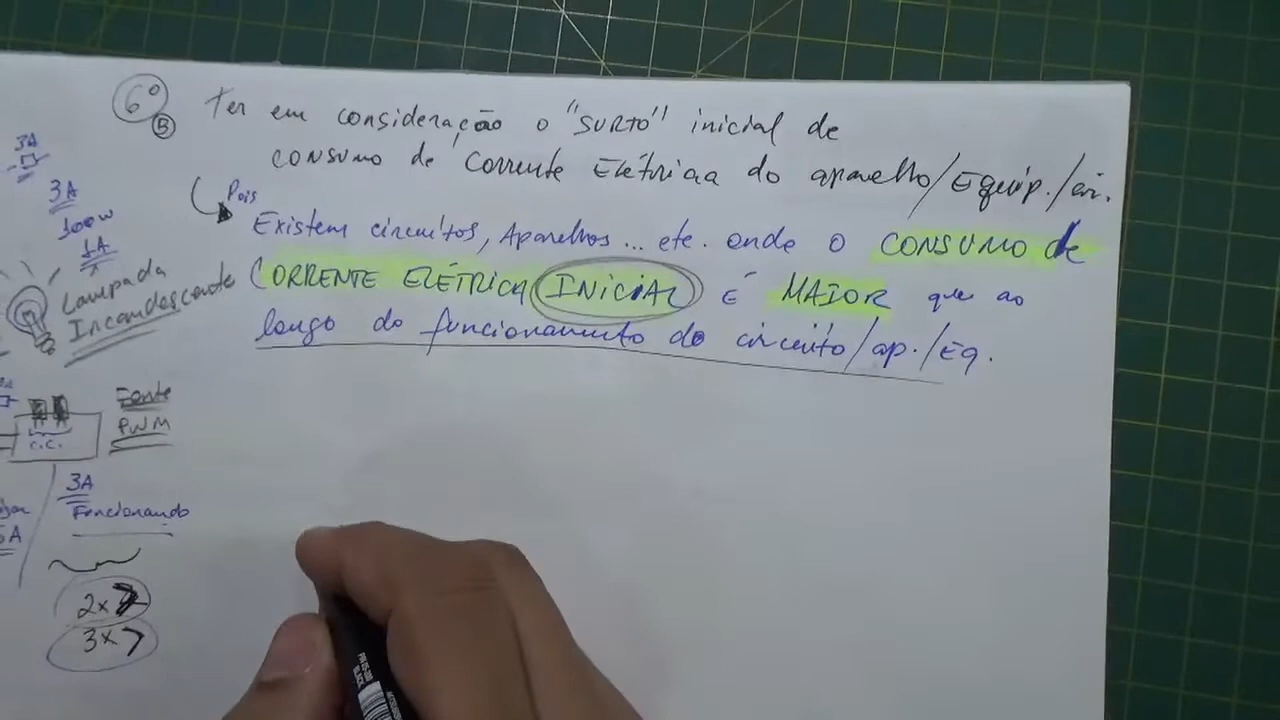 6º
B
Ter em consideração o "SURTO" inicial de
CONSUMO de Corrente Elétrica do aparelho/Equip./cir.
Pois
Existem circuitos, Aparelhos... etc. onde o CONSUMO de
CORRENTE ELÉTRICA INICIAL É MAIOR que ao
longo do funcionamento do circuito/ap./Eq.
3A
3A
100W
1A
Lampada
Incandescente
Fonte
PWM
C.C.
3A
Funcionando
2x >
3x >